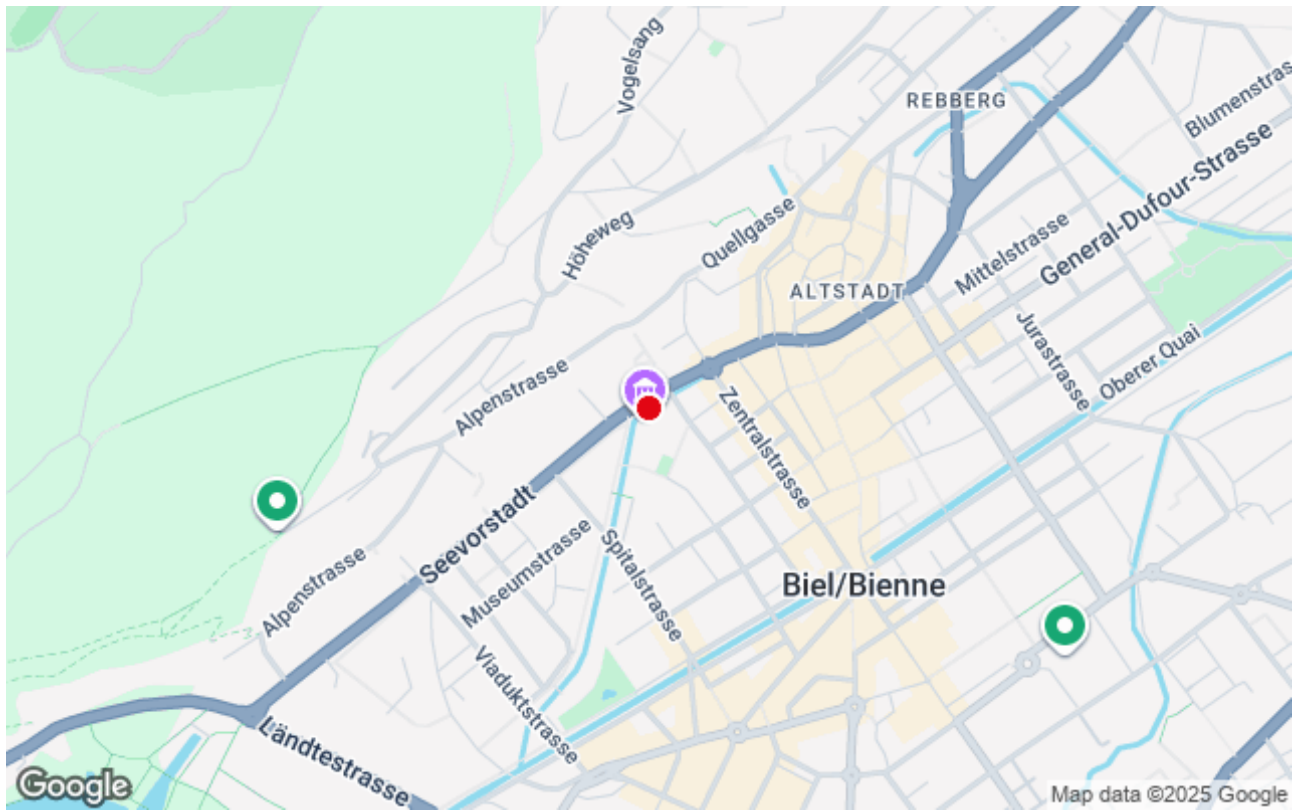 Vogelsang
REBBERG
Blumenstras
General-Dufour-Strasse
Höheweg
Quellgasse
Mittelstrasse
ALTSTADT
Jurastrasse
Oberer Quai
Alpenstrasse
Zentralstrasse
Seevorstadt
Museumstrasse
Spitalstrasse
Biel/Bienne
Alpenstrasse
Viaduktstrasse
Ländtestrasse
Google
Map data ©2025 Google